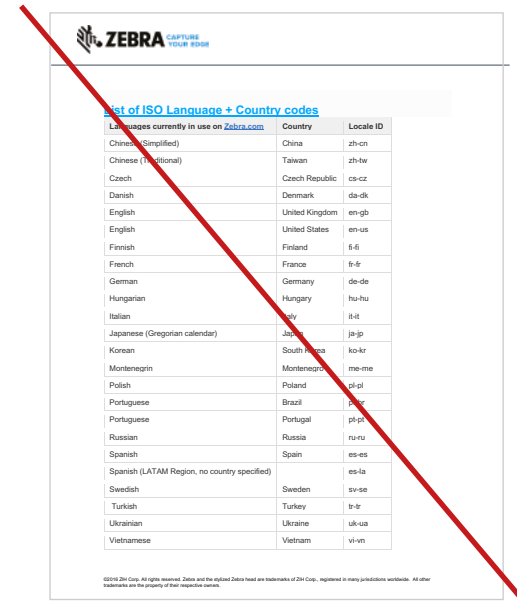 ZEBRA CAPTURE
YOUR EDGE
List of ISO Language + Country codes
Languages currently in use on Zebra.com Country Locale ID
Chinese (Simplified) China zh-cn
Chinese (Traditional) Taiwan zh-tw
Czech Czech Republic cs-cz
Danish Denmark da-dk
English United Kingdom en-gb
English United States en-us
Finnish Finland fi-fi
French France fr-fr
German Germany de-de
Hungarian Hungary hu-hu
Italian Italy it-it
Japanese (Gregorian calendar) Japan ja-jp
Korean South Korea ko-kr
Montenegrin Montenegro me-me
Polish Poland pl-pl
Portuguese Brazil pt-br
Portuguese Portugal pt-pt
Russian Russia ru-ru
Spanish Spain es-es
Spanish (LATAM Region, no country specified) es-la
Swedish Sweden sv-se
Turkish Turkey tr-tr
Ukrainian Ukraine uk-ua
Vietnamese Vietnam vi-vn
©2016 ZIH Corp. All rights reserved. Zebra and the stylized Zebra head are trademarks of ZIH Corp., registered in many jurisdictions worldwide. All other
trademarks are the property of their respective owners.